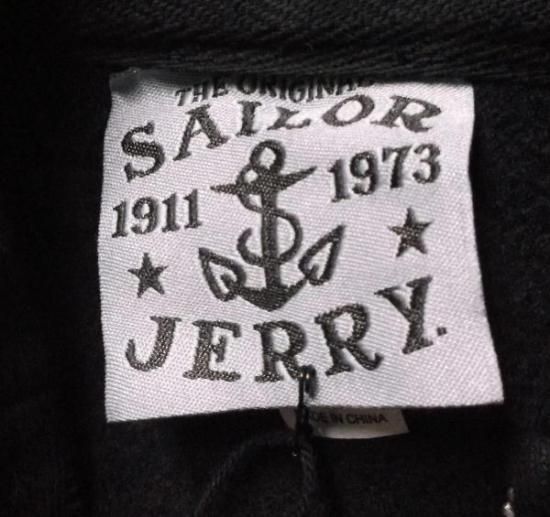 THE ORIGINAL
SAILOR
1911 1973
JERRY.
MADE IN CHINA